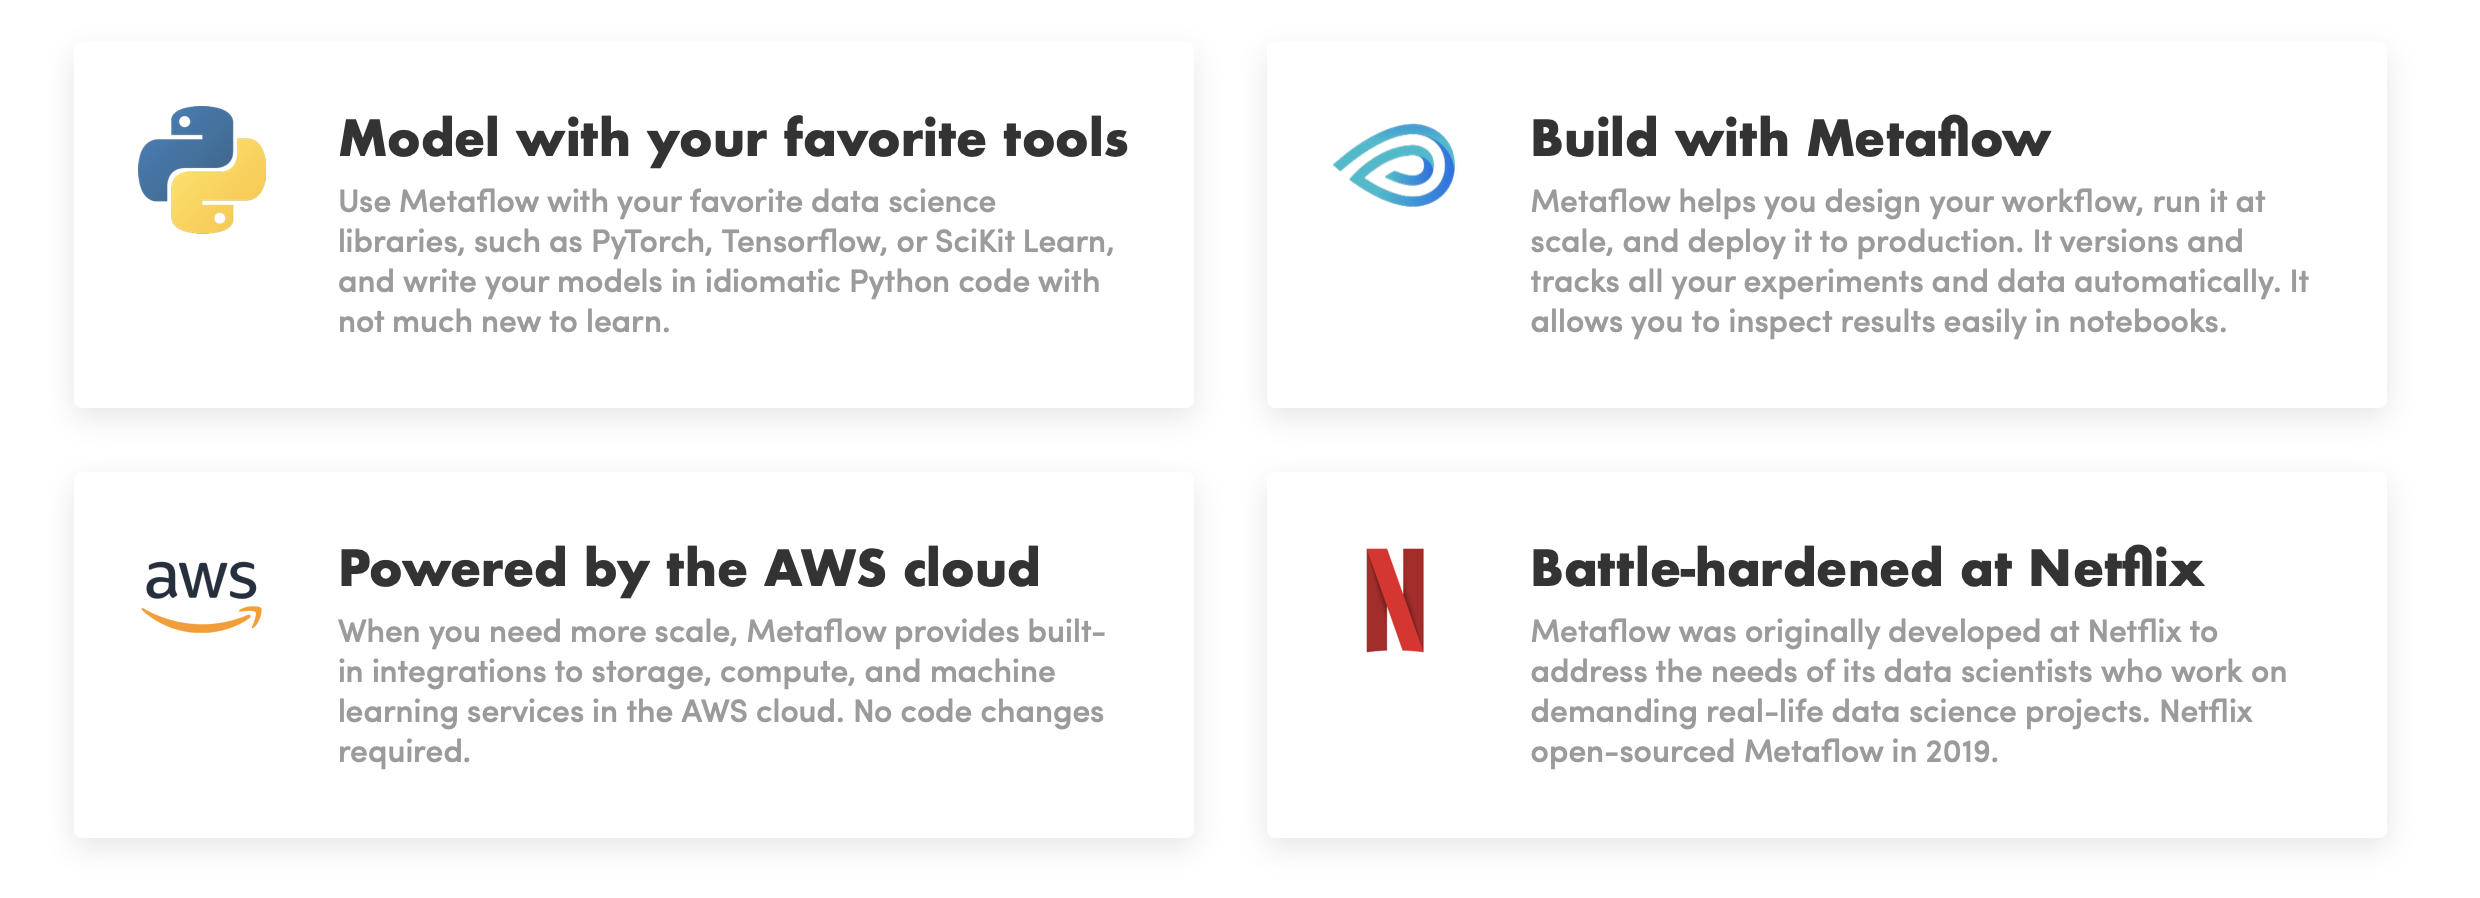 Model with your favorite tools
Use Metaflow with your favorite data science
libraries, such as PyTorch, Tensorflow, or SciKit Learn,
and write your models in idiomatic Python code with
not much new to learn.
Build with Metaflow
Metaflow helps you design your workflow, run it at
scale, and deploy it to production. It versions and
tracks all your experiments and data automatically. It
allows you to inspect results easily in notebooks.
aws
Powered by the AWS cloud
When you need more scale, Metaflow provides built-
in integrations to storage, compute, and machine
learning services in the AWS cloud. No code changes
required.
N
Battle-hardened at Netflix
Metaflow was originally developed at Netflix to
address the needs of its data scientists who work on
demanding real-life data science projects. Netflix
open-sourced Metaflow in 2019.